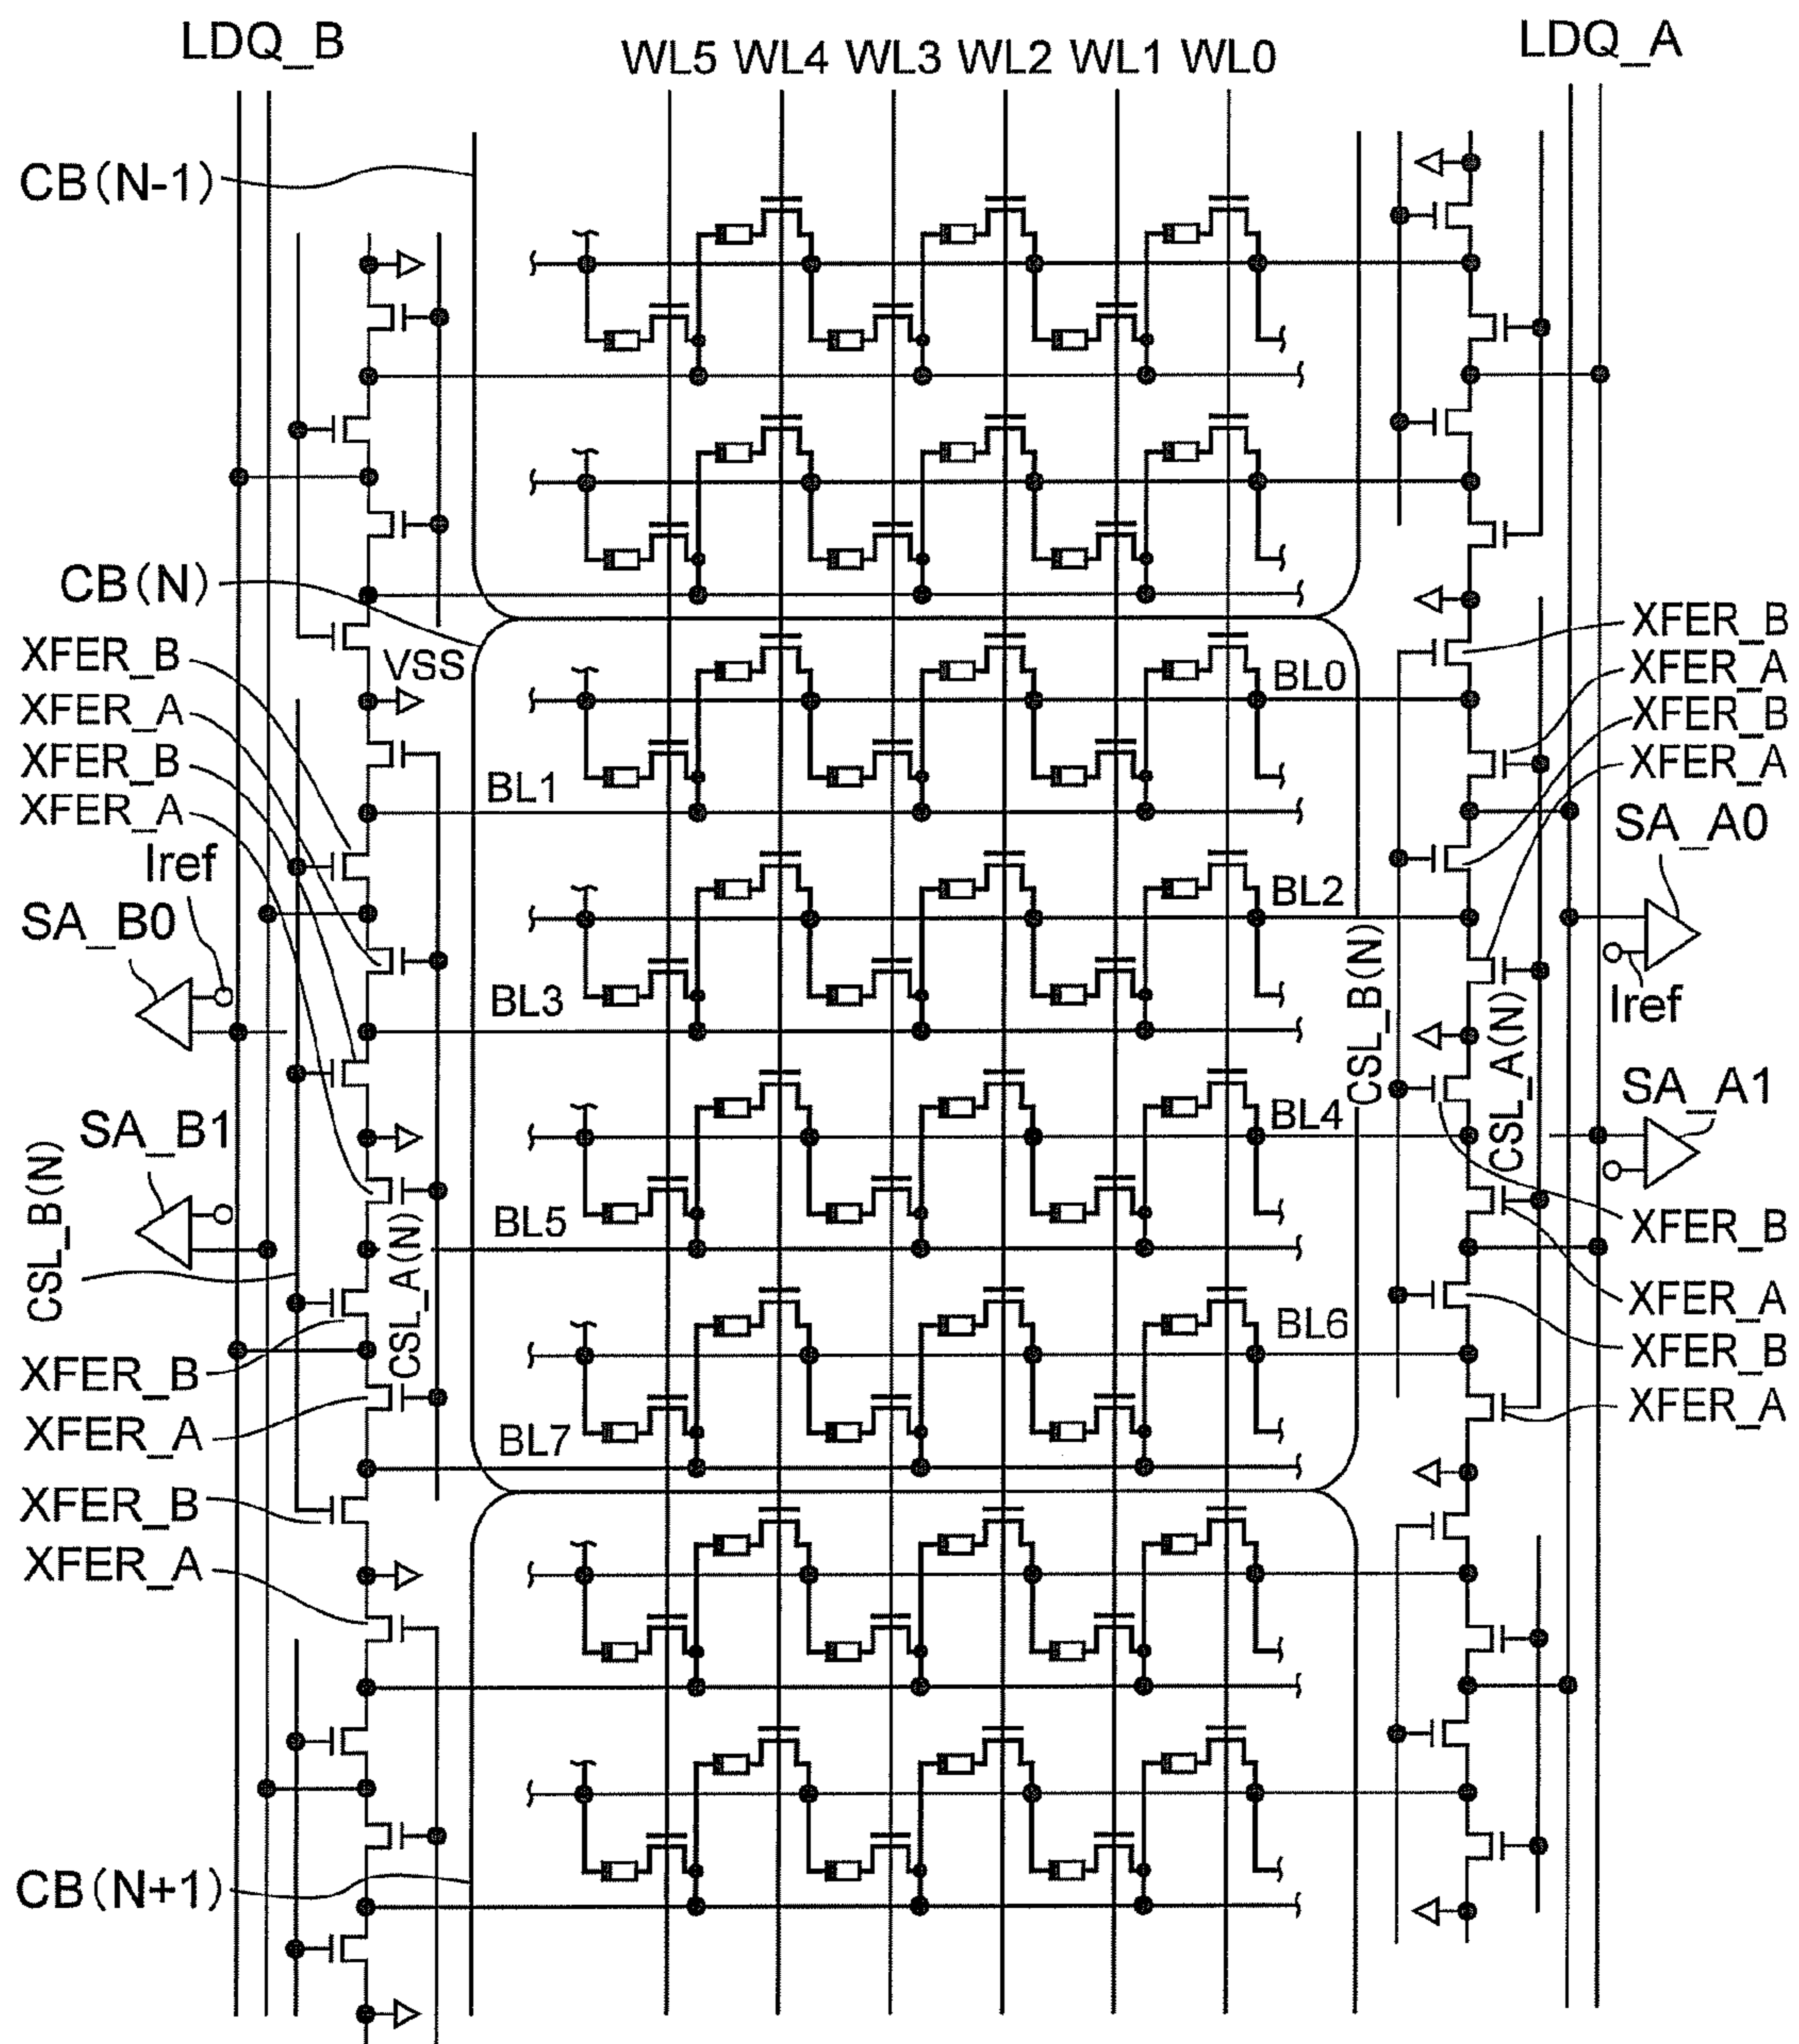 LDQ_B
WL5 WL4 WL3 WL2 WL1 WL0
LDQ_A
CB(N-1)
CB(N)
XFER_B
XFER_A
XFER_B
XFER_A
Iref
SA_B0
SA_B1
CSL_B(N)
XFER_B
XFER_A
XFER_B
XFER_A
CB(N+1)
VSS
CSL_A(N)
BL0
BL1
BL2
BL3
BL4
BL5
BL6
BL7
CSL_B(N)
CSL_A(N)
XFER_B
XFER_A
XFER_B
XFER_A
SA_A0
Iref
SA_A1
XFER_B
XFER_A
XFER_B
XFER_A